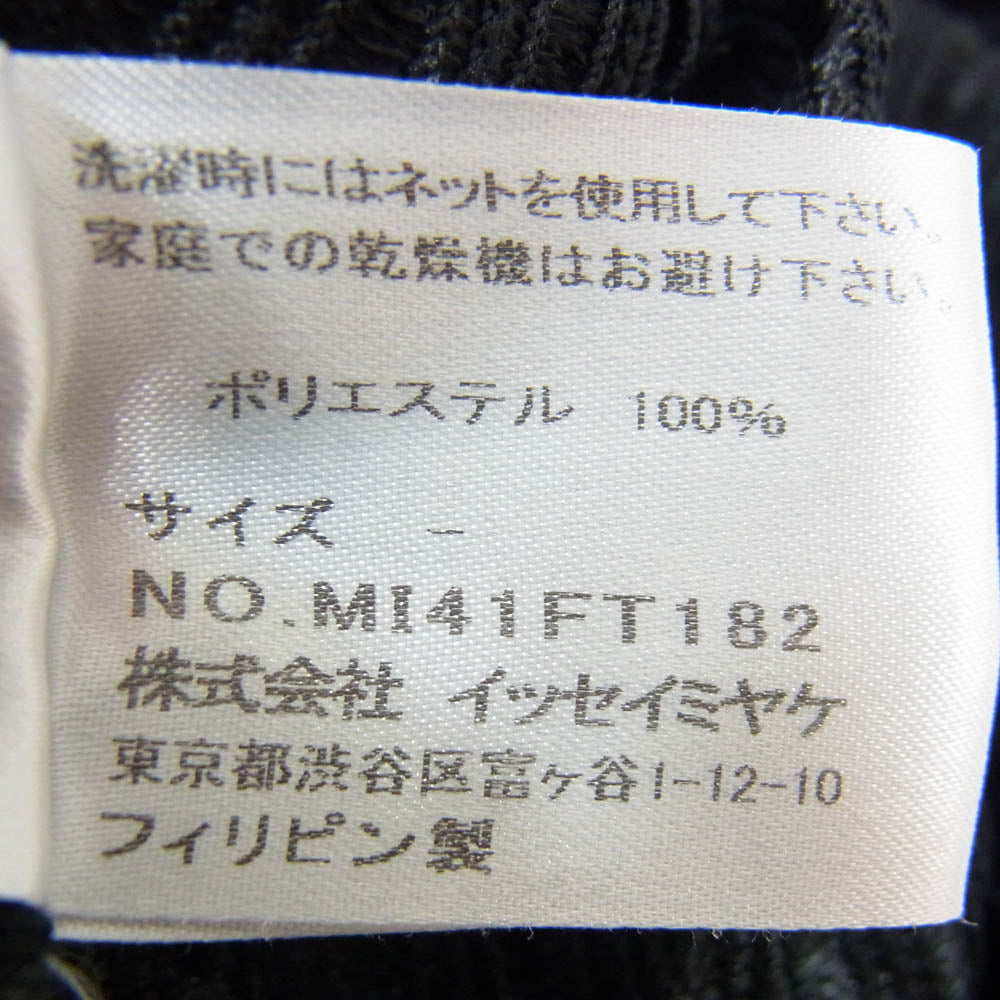 洗濯時にはネットを使用して下さい。
家庭での乾燥機はお避け下さい。
ポリエステル 100%
サイズ -
NO.MI41FT182
株式会社 イッセイミヤケ
東京都渋谷区富ヶ谷1-12-10
フィリピン製